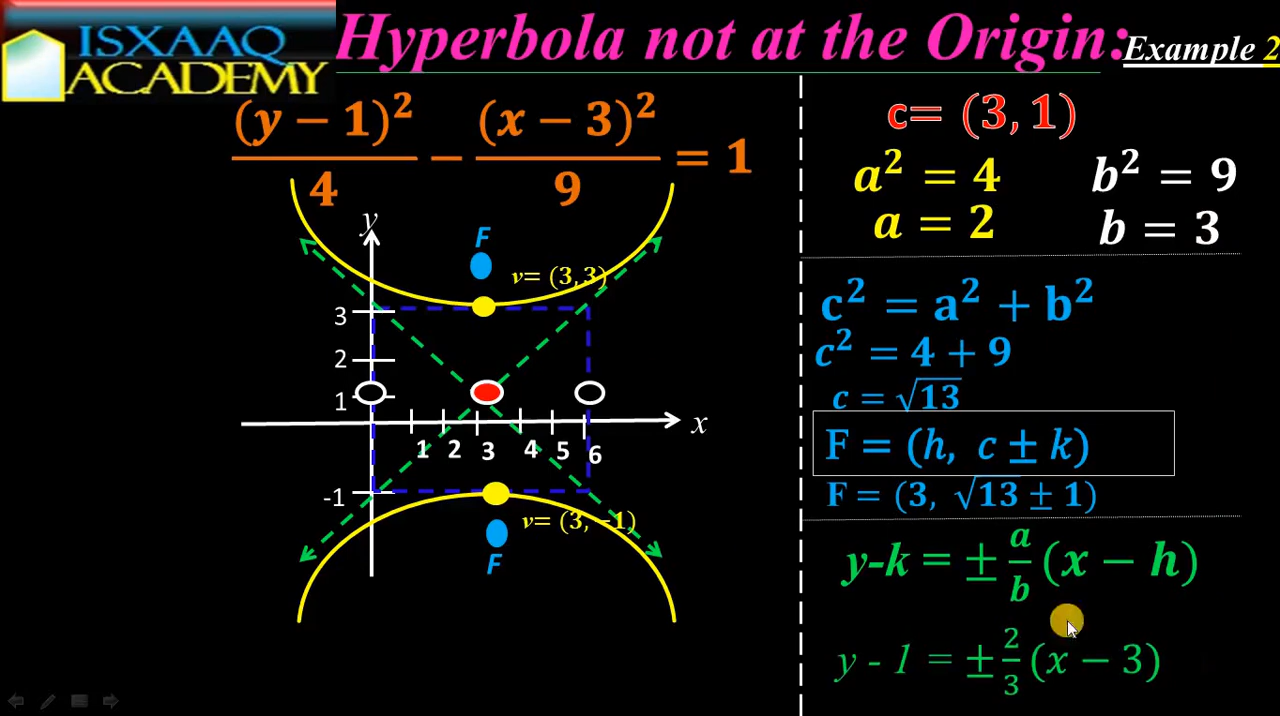 ISXAAQ
ACADEMY
Hyperbola not at the Origin:
Example 2
(y − 1)² / 4 − (x − 3)² / 9 = 1
y
F
v= (3,3)
3
2
1
x
1 2 3 4 5 6
-1
v= (3, −1)
F
c= (3, 1)
a² = 4 b² = 9
a = 2 b = 3
c² = a² + b²
c² = 4 + 9
c = √13
F = (h, c ± k)
F = (3, √13 ± 1)
y-k = ± a/b (x − h)
y - 1 = ± 2/3 (x − 3)